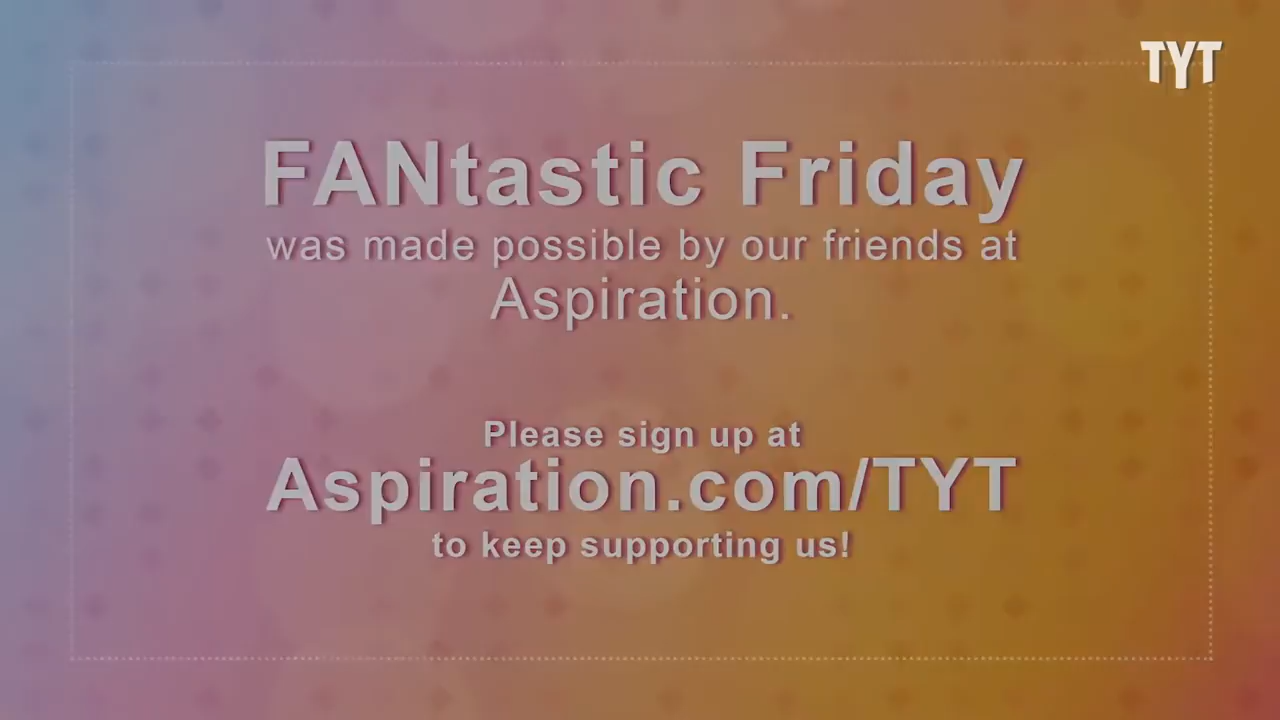 TYT
FANtastic Friday
was made possible by our friends at
Aspiration.
Please sign up at
Aspiration.com/TYT
to keep supporting us!